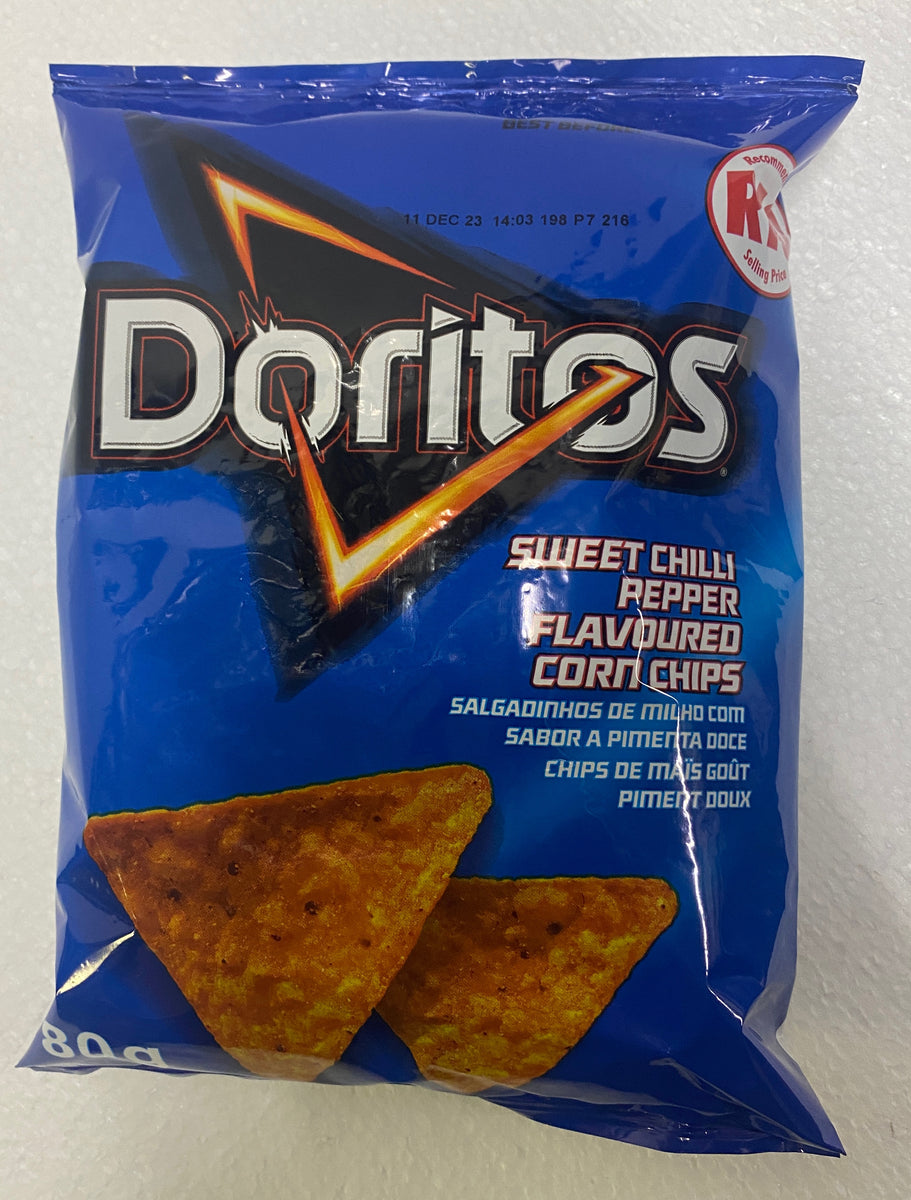 BEST BEFORE
11 DEC 23 14:03 198 P7 216
Selling Price
Doritos®
SWEET CHILLI
PEPPER
FLAVOURED
CORN CHIPS
SALGADINHOS DE MILHO COM
SABOR A PIMENTA DOCE
CHIPS DE MAÏS GOÛT
PIMENT DOUX
80g